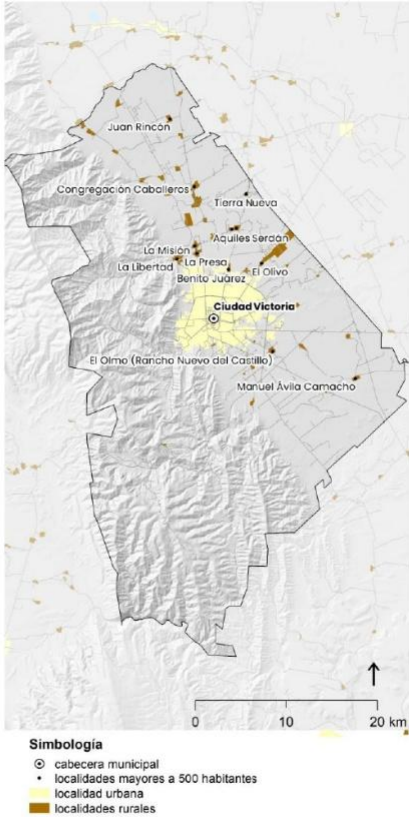 Juan Rincón
Congregación Caballeros
Tierra Nueva
Aquiles Serdán
La Misión
La Presa
La Libertad
El Olivo
Benito Juárez
Ciudad Victoria
El Olmo (Rancho Nuevo del Castillo)
Manuel Ávila Camacho
0 10 20 km
Simbología
cabecera municipal
localidades mayores a 500 habitantes
localidad urbana
localidades rurales